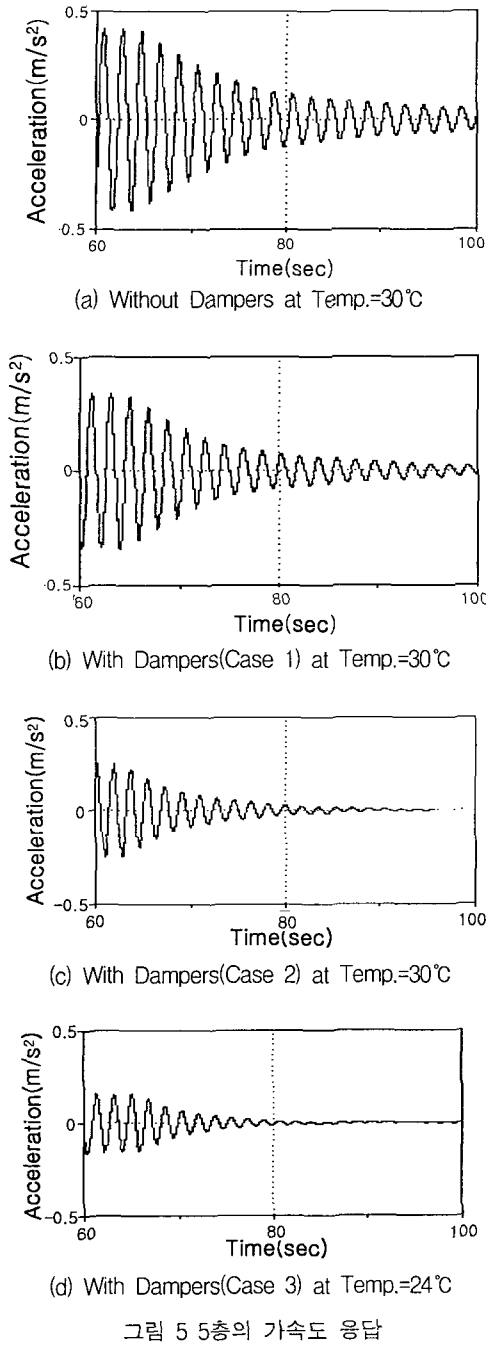 Acceleration(m/s²)
0.5
0
-0.5
60
80
100
Time(sec)
(a) Without Dampers at Temp.=30℃
Acceleration(m/s²)
0.5
0
-0.5
60
80
100
Time(sec)
(b) With Dampers(Case 1) at Temp.=30℃
Acceleration(m/s²)
0.5
0
-0.5
60
80
100
Time(sec)
(c) With Dampers(Case 2) at Temp.=30℃
Acceleration(m/s²)
0.5
0
-0.5
60
80
100
Time(sec)
(d) With Dampers(Case 3) at Temp.=24℃
그림 5 5층의 가속도 응답